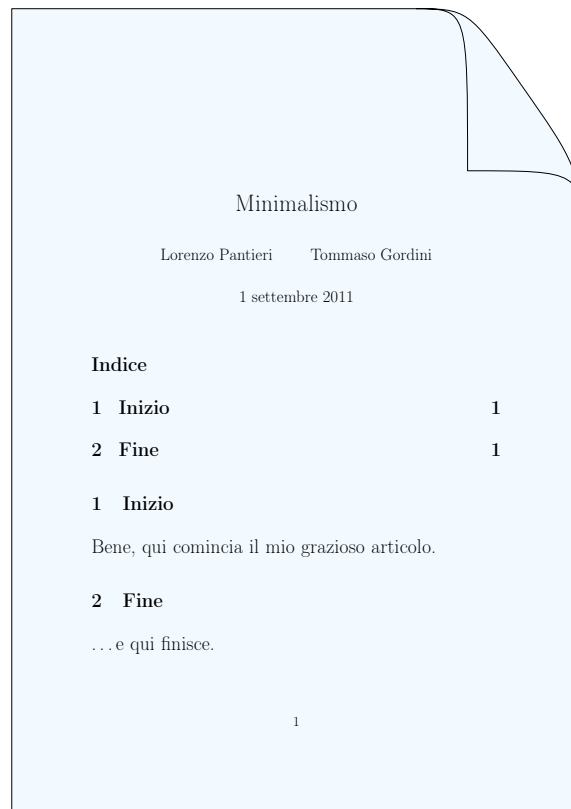 Minimalismo
Lorenzo Pantieri Tommaso Gordini
1 settembre 2011
Indice
1 Inizio 1
2 Fine 1
1 Inizio
Bene, qui comincia il mio grazioso articolo.
2 Fine
...e qui finisce.
1